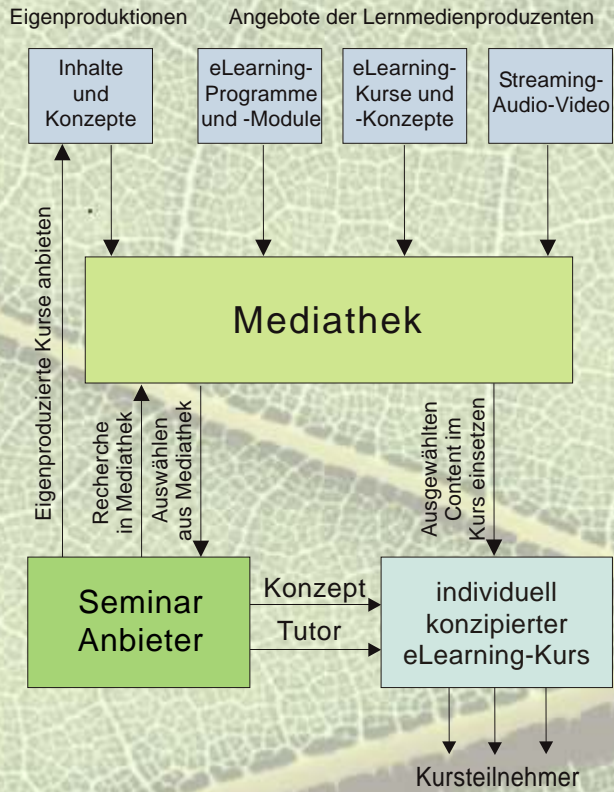 Eigenproduktionen
Angebote der Lernmedienproduzenten
Inhalte
und
Konzepte
eLearning-
Programme
und -Module
eLearning-
Kurse und
-Konzepte
Streaming-
Audio-Video
Eigenproduzierte Kurse anbieten
Mediathek
Recherche
in Mediathek
Auswählen
aus Mediathek
Ausgewählten
Content im
Kurs einsetzen
Seminar
Anbieter
Konzept
Tutor
individuell
konzipierter
eLearning-Kurs
Kursteilnehmer